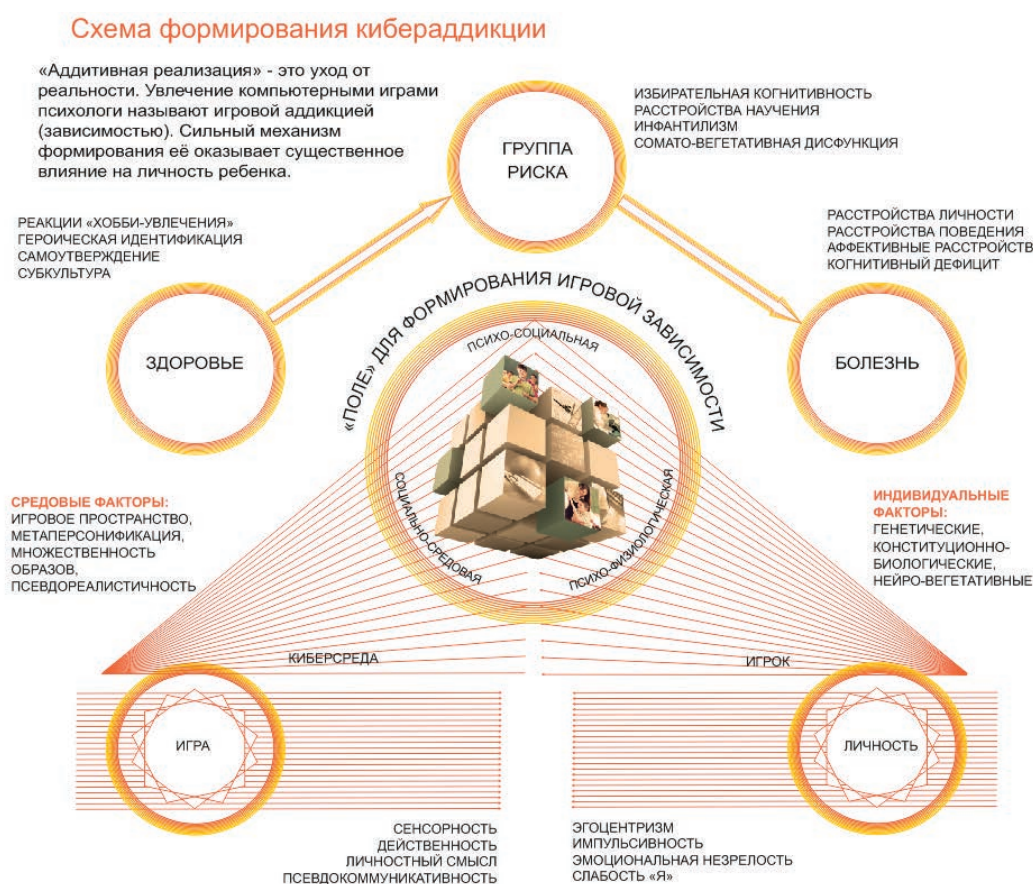 Схема формирования кибераддикции
«Аддитивная реализация» - это уход от
реальности. Увлечение компьютерными играми
психологи называют игровой аддикцией
(зависимостью). Сильный механизм
формирования её оказывает существенное
влияние на личность ребенка.
ИЗБИРАТЕЛЬНАЯ КОГНИТИВНОСТЬ
РАССТРОЙСТВА НАУЧЕНИЯ
ИНФАНТИЛИЗМ
СОМАТО-ВЕГЕТАТИВНАЯ ДИСФУНКЦИЯ
ГРУППА
РИСКА
РЕАКЦИИ «ХОББИ-УВЛЕЧЕНИЯ»
ГЕРОИЧЕСКАЯ ИДЕНТИФИКАЦИЯ
САМОУТВЕРЖДЕНИЕ
СУБКУЛЬТУРА
РАССТРОЙСТВА ЛИЧНОСТИ
РАССТРОЙСТВА ПОВЕДЕНИЯ
АФФЕКТИВНЫЕ РАССТРОЙСТВ
КОГНИТИВНЫЙ ДЕФИЦИТ
ЗДОРОВЬЕ
«ПОЛЕ» ДЛЯ ФОРМИРОВАНИЯ ИГРОВОЙ ЗАВИСИМОСТИ
БОЛЕЗНЬ
ПСИХО-СОЦИАЛЬНАЯ
СОЦИАЛЬНО-СРЕДОВАЯ
ПСИХО-ФИЗИОЛОГИЧЕСКАЯ
СРЕДОВЫЕ ФАКТОРЫ:
ИГРОВОЕ ПРОСТРАНСТВО,
МЕТАПЕРСОНИФИКАЦИЯ,
МНОЖЕСТВЕННОСТЬ
ОБРАЗОВ,
ПСЕВДОРЕАЛИСТИЧНОСТЬ
ИНДИВИДУАЛЬНЫЕ
ФАКТОРЫ:
ГЕНЕТИЧЕСКИЕ,
КОНСТИТУЦИОННО-
БИОЛОГИЧЕСКИЕ,
НЕЙРО-ВЕГЕТАТИВНЫЕ
КИБЕРСРЕДА
ИГРОК
ИГРА
ЛИЧНОСТЬ
СЕНСОРНОСТЬ
ДЕЙСТВЕННОСТЬ
ЛИЧНОСТНЫЙ СМЫСЛ
ПСЕВДОКОММУНИКАТИВНОСТЬ
ЭГОЦЕНТРИЗМ
ИМПУЛЬСИВНОСТЬ
ЭМОЦИОНАЛЬНАЯ НЕЗРЕЛОСТЬ
СЛАБОСТЬ «Я»